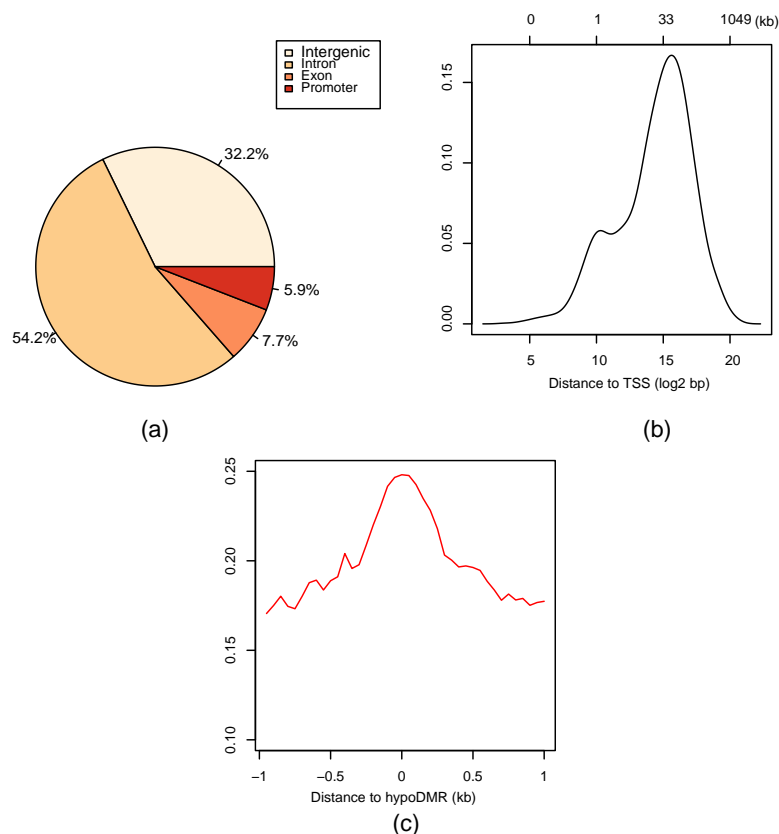 Intergenic
Intron
Exon
Promoter
32.2%
54.2%
5.9%
7.7%
(a)
0 1 33 1049 (kb)
0.15
0.10
0.05
0.00
5 10 15 20
Distance to TSS (log2 bp)
(b)
0.25
0.20
0.15
0.10
−1 −0.5 0 0.5 1
Distance to hypoDMR (kb)
(c)